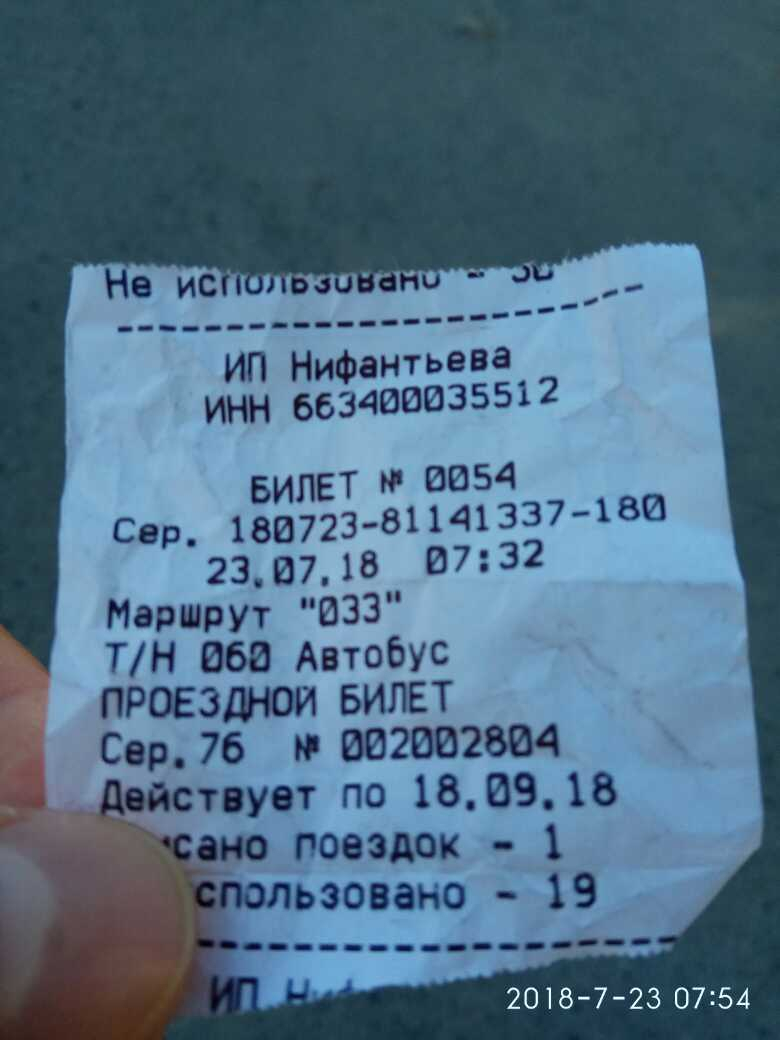 Не использовано -
ИП Нифантьева
ИНН 663400035512
БИЛЕТ № 0054
Сер. 180723-81141337-180
23.07.18 07:32
Маршрут "033"
Т/Н 060 Автобус
ПРОЕЗДНОЙ БИЛЕТ
Сер.76 № 002002804
Действует по 18.09.18
исано поездок - 1
спользовано - 19
ИП
2018-7-23 07:54